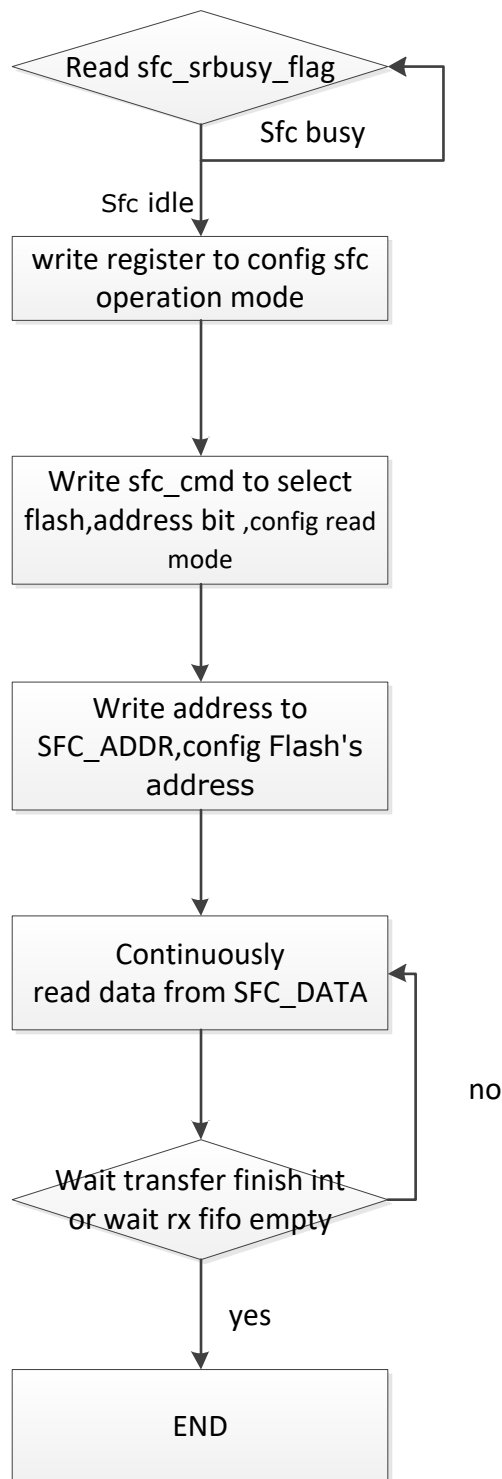 Read sfc_srbusy_flag
Sfc busy
Sfc idle
write register to config sfc
operation mode
Write sfc_cmd to select
flash,address bit ,config read
mode
Write address to
SFC_ADDR,config Flash's
address
Continuously
read data from SFC_DATA
no
Wait transfer finish int
or wait rx fifo empty
yes
END